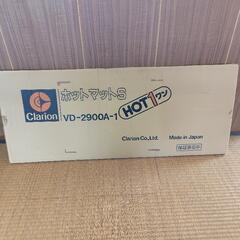 Clarion
ホットマットS
VD-2900A-1
HOT1ワン
Clarion Co., Ltd.
Made in Japan